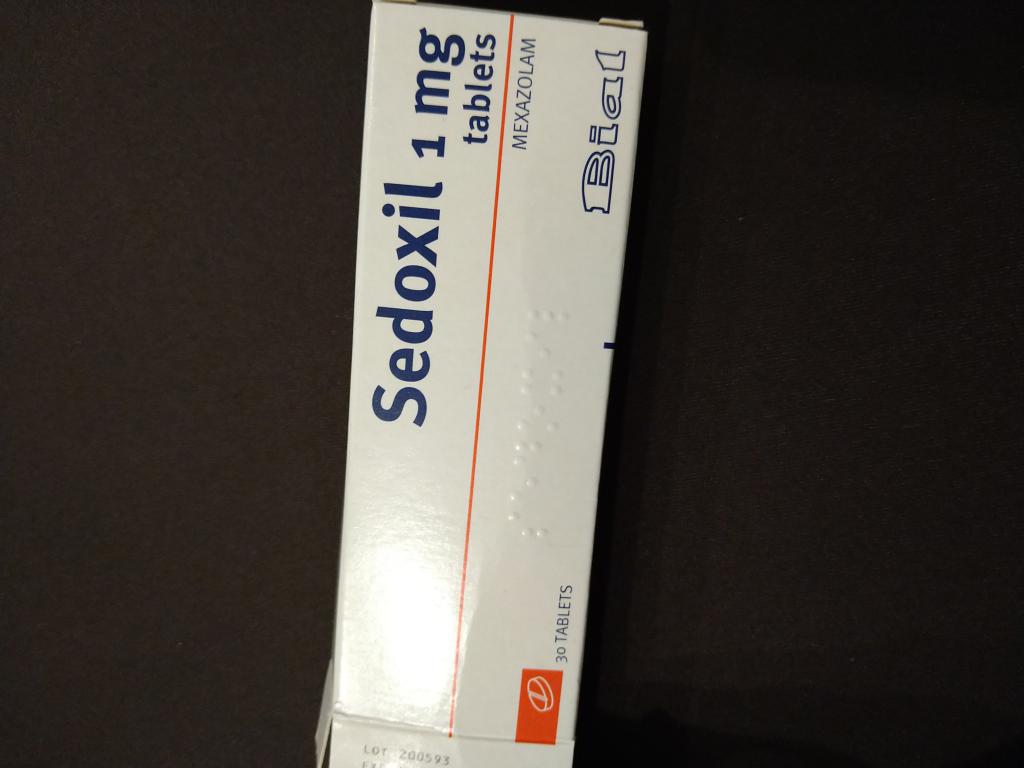 Sedoxil 1 mg
tablets
MEXAZOLAM
Bial
30 TABLETS
LOT 200593